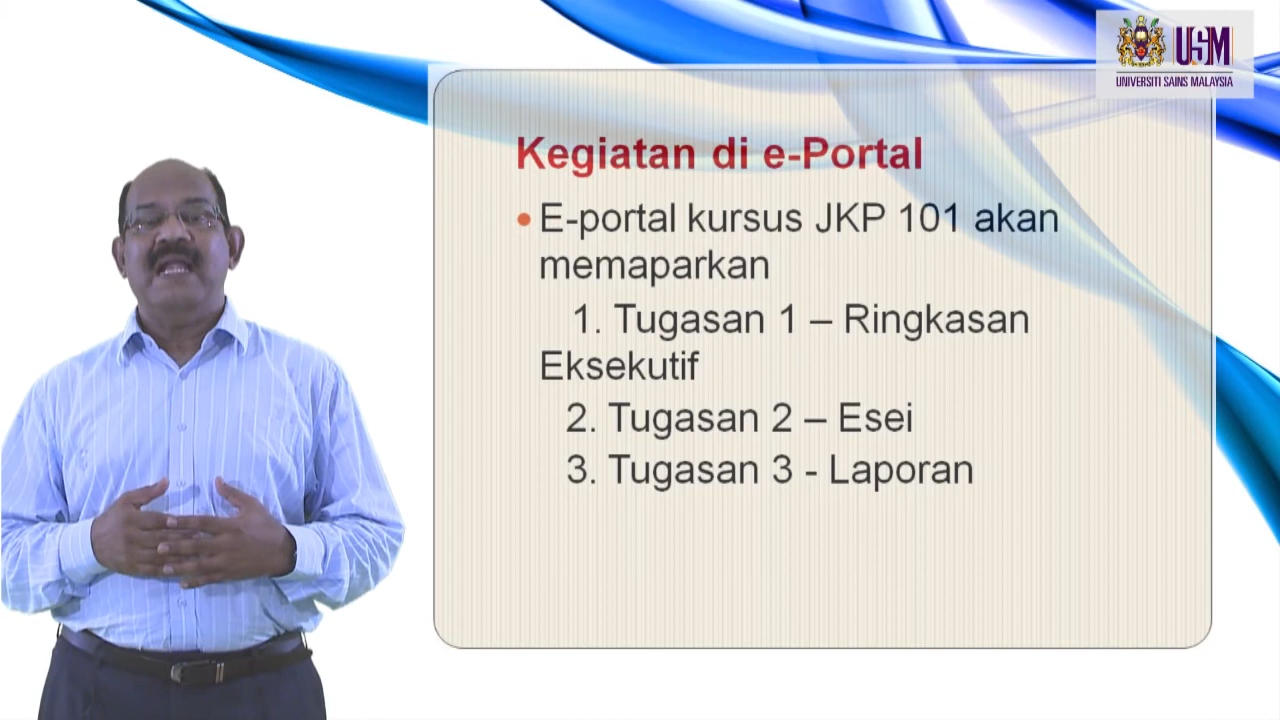 USM
UNIVERSITI SAINS MALAYSIA
Kegiatan di e-Portal
• E-portal kursus JKP 101 akan
memaparkan
1. Tugasan 1 – Ringkasan
Eksekutif
2. Tugasan 2 – Esei
3. Tugasan 3 - Laporan